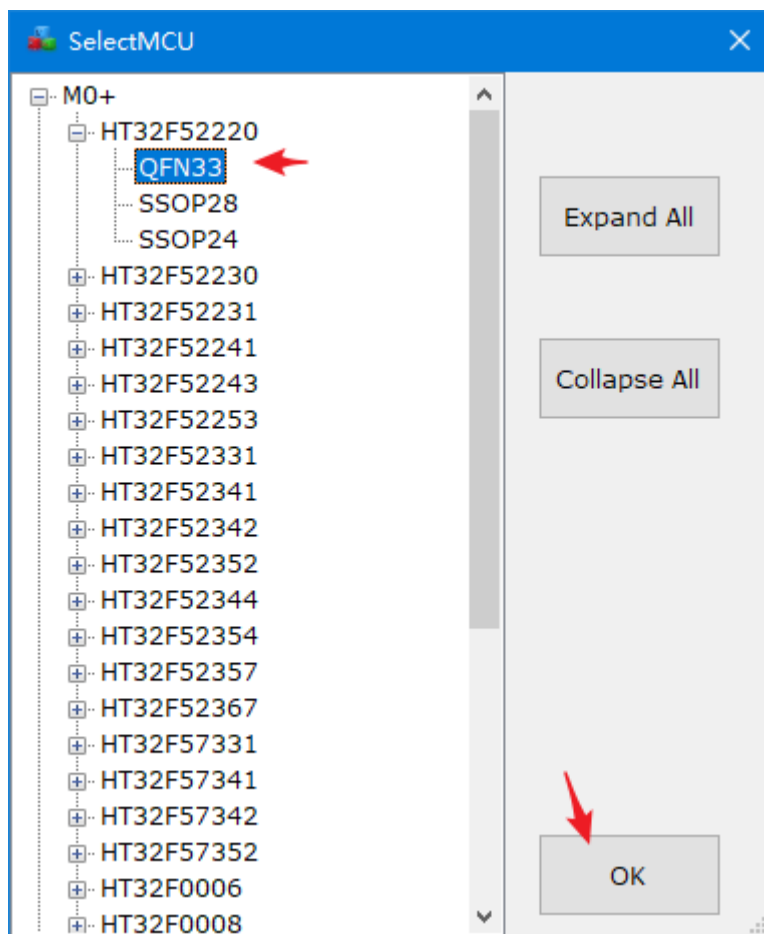 SelectMCU
M0+
HT32F52220
QFN33
SSOP28
SSOP24
HT32F52230
HT32F52231
HT32F52241
HT32F52243
HT32F52253
HT32F52331
HT32F52341
HT32F52342
HT32F52352
HT32F52344
HT32F52354
HT32F52357
HT32F52367
HT32F57331
HT32F57341
HT32F57342
HT32F57352
HT32F0006
HT32F0008
Expand All
Collapse All
OK